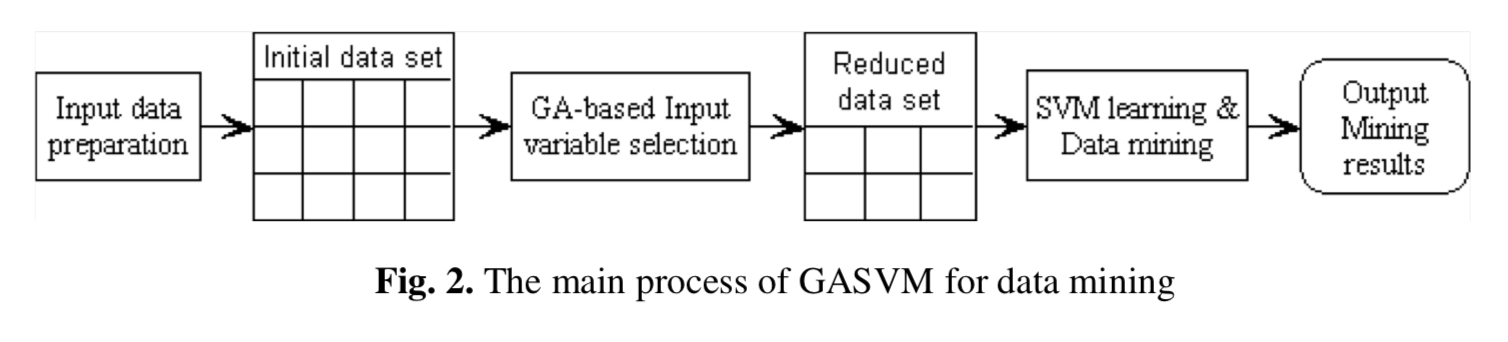 Input data
preparation
Initial data set
GA-based Input
variable selection
Reduced
data set
SVM learning &
Data mining
Output
Mining
results
Fig. 2. The main process of GASVM for data mining